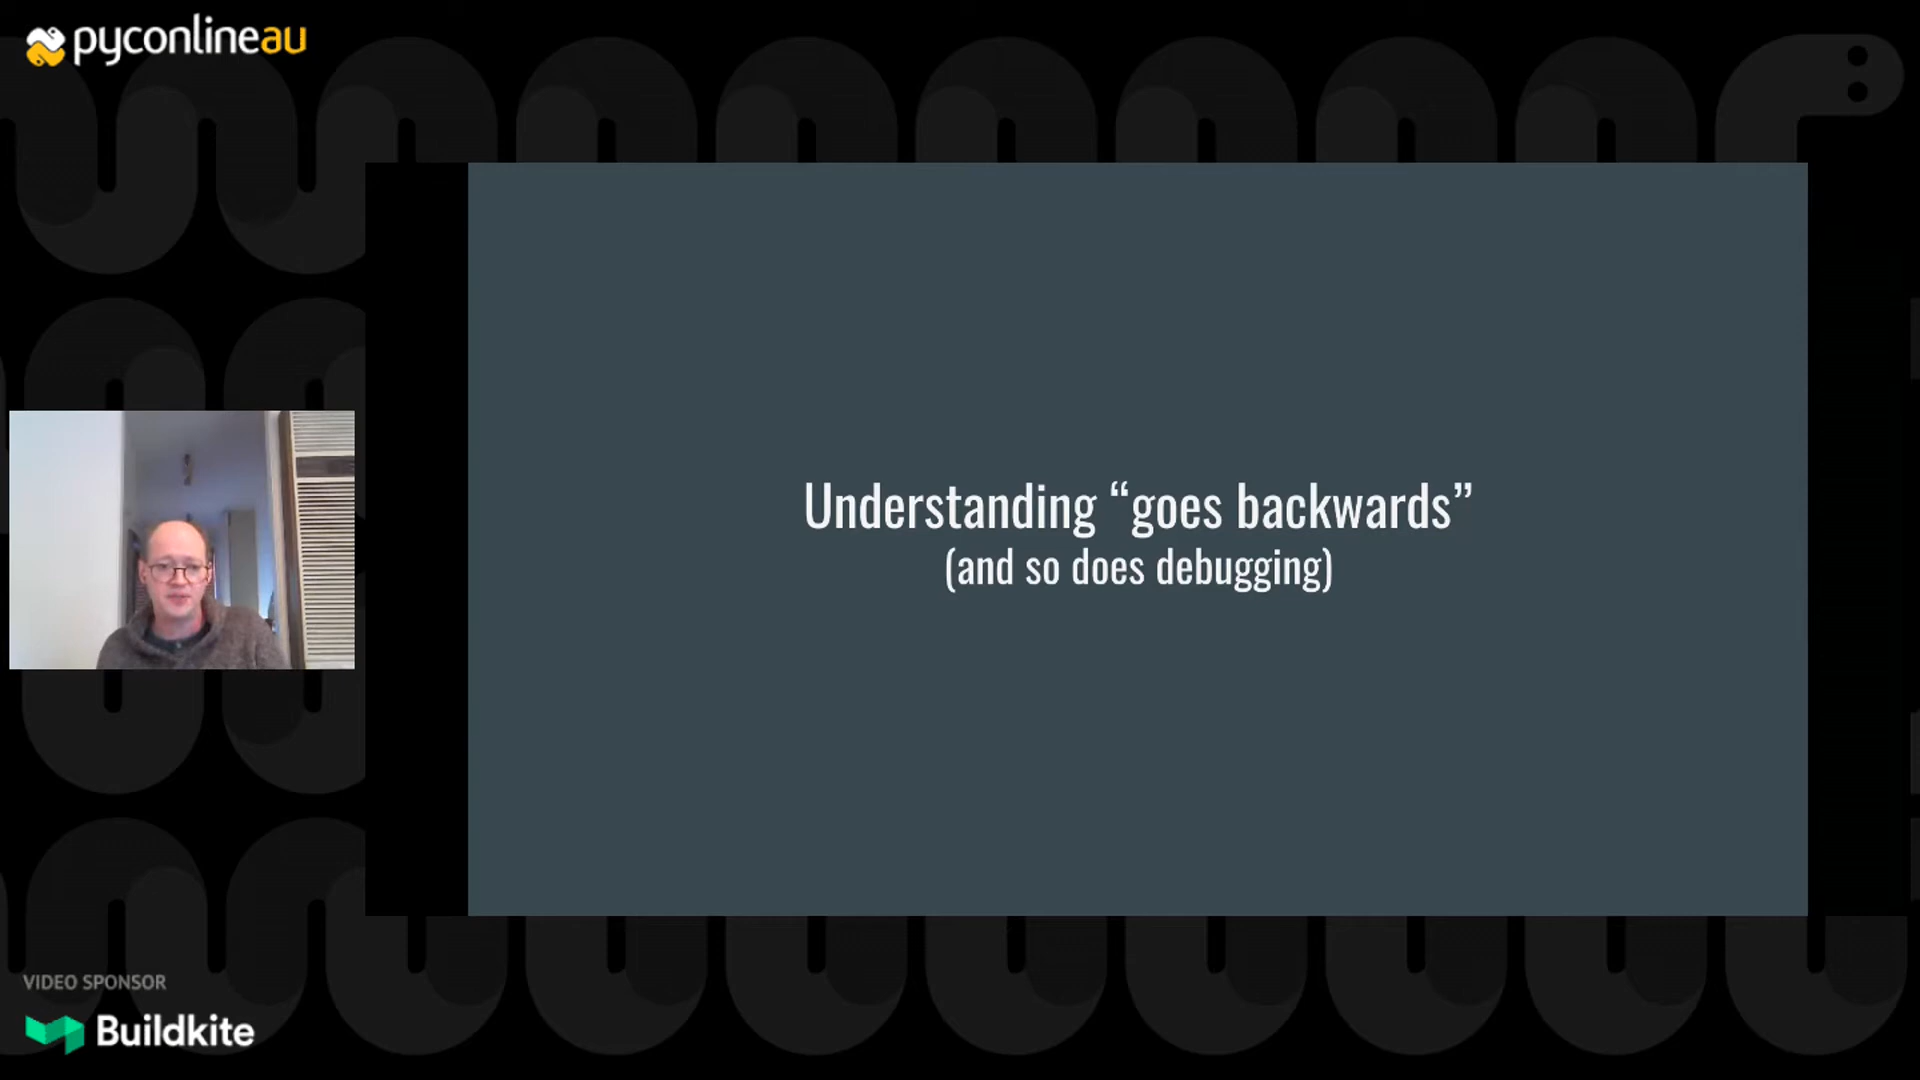 pyconlineau
Understanding “goes backwards”
(and so does debugging)
VIDEO SPONSOR
Buildkite